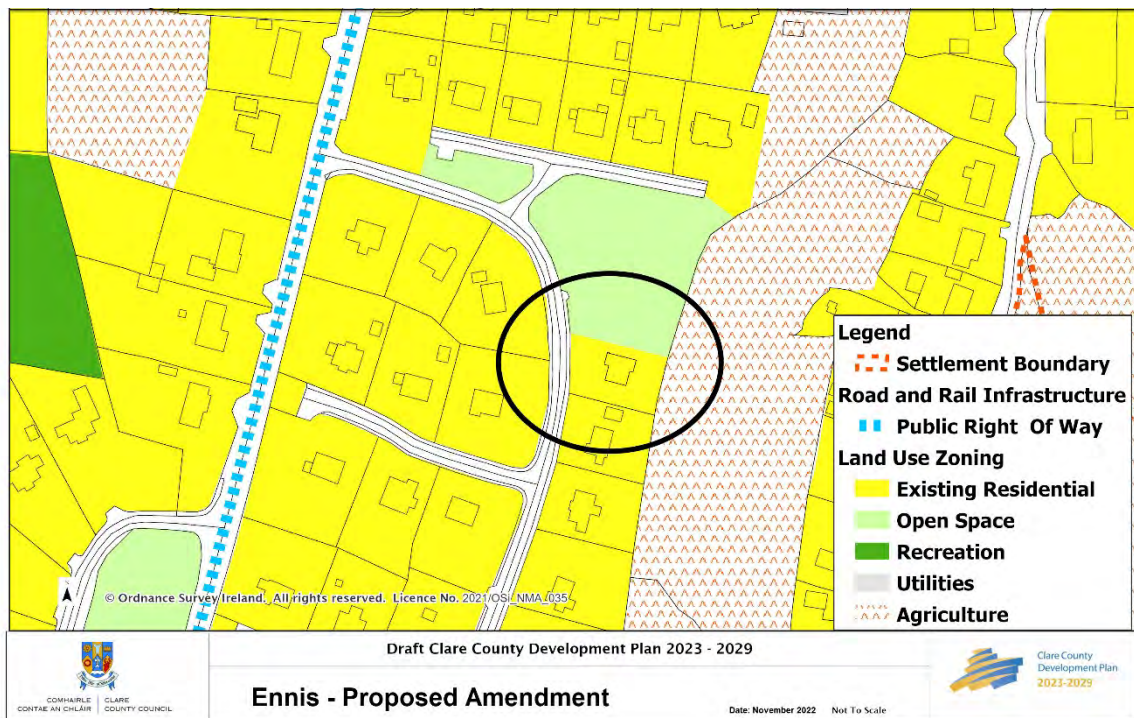 Legend
Settlement Boundary
Road and Rail Infrastructure
Public Right Of Way
Land Use Zoning
Existing Residential
Open Space
Recreation
Utilities
Agriculture
© Ordnance Survey Ireland. All rights reserved. Licence No. 2021/OSi_NMA_035
Draft Clare County Development Plan 2023 - 2029
Ennis - Proposed Amendment
Date: November 2022 Not To Scale
COMHAIRLE
CONTAE AN CHLÁIR
CLARE
COUNTY COUNCIL
Clare County
Development Plan
2023-2029